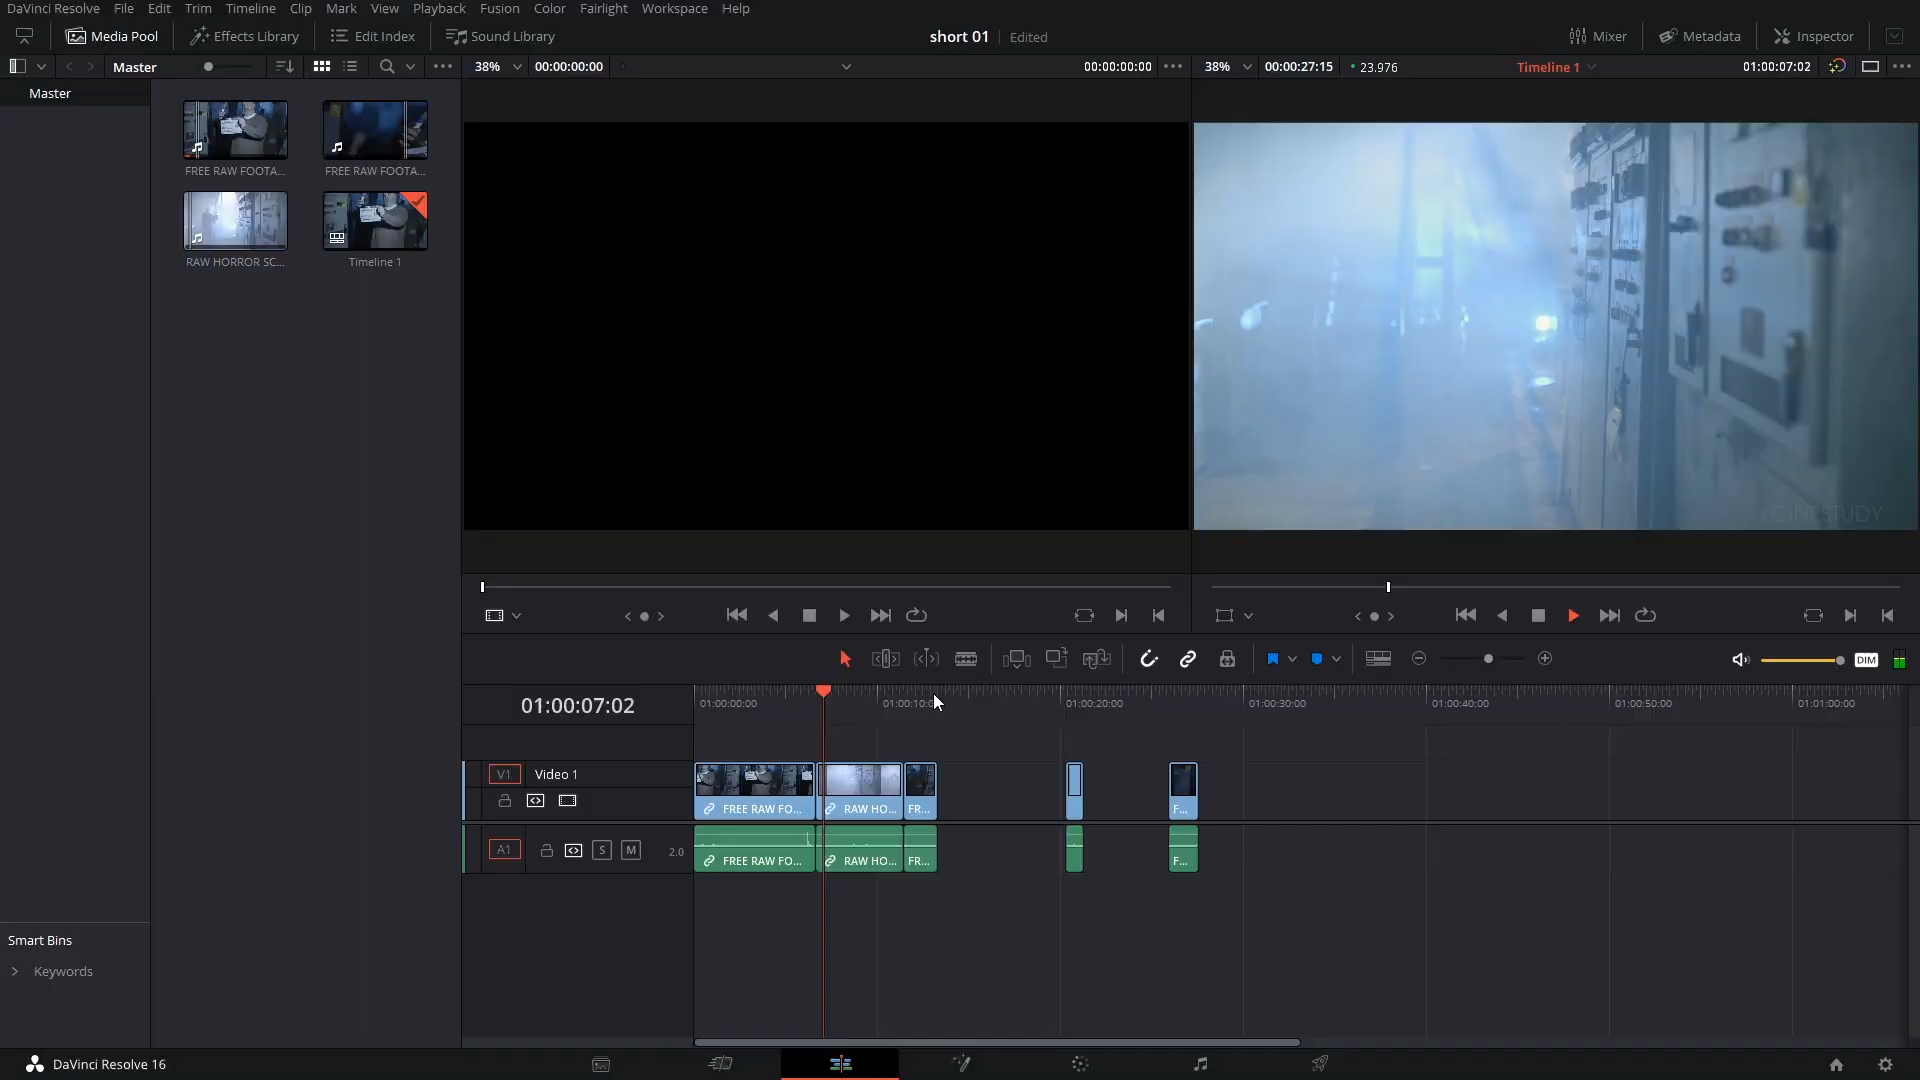 DaVinci Resolve File Edit Trim Timeline Clip Mark View Playback Fusion Color Fairlight Workspace Help
Media Pool Effects Library Edit Index Sound Library short 01 Edited Mixer Metadata Inspector
Master 38% 00:00:00:00 00:00:00:00 38% 00:00:27:15 23.976 Timeline 1 01:00:07:02
Master
FREE RAW FOOTA... FREE RAW FOOTA...
RAW HORROR SC... Timeline 1
CINESTUDY
DIM
01:00:07:02 01:00:00:00 01:00:20:00 01:00:30:00 01:00:40:00 01:00:50:00 01:01:00:00
V1 Video 1
FREE RAW FO... RAW HO... FR... F...
A1 S M 2.0
FREE RAW FO... RAW HO... FR... F...
Smart Bins
Keywords
DaVinci Resolve 16